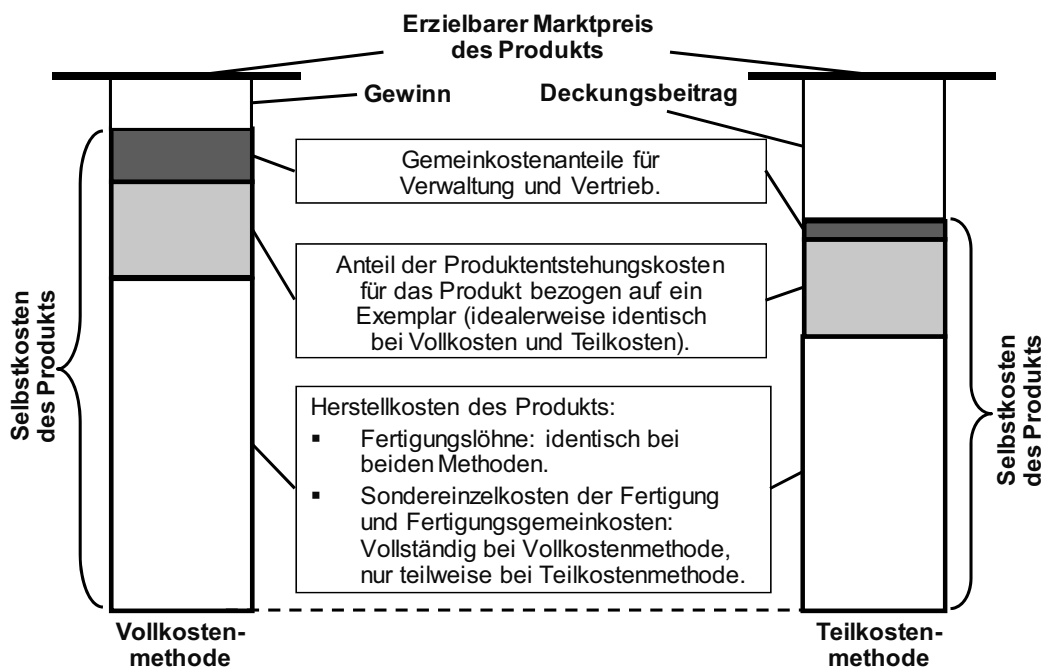 Erzielbarer Marktpreis
des Produkts
Gewinn
Deckungsbeitrag
Gemeinkostenanteile für
Verwaltung und Vertrieb.
Anteil der Produktentstehungskosten
für das Produkt bezogen auf ein
Exemplar (idealerweise identisch
bei Vollkosten und Teilkosten).
Selbstkosten
des Produkts
Herstellkosten des Produkts:
▪ Fertigungslöhne: identisch bei
beiden Methoden.
▪ Sondereinzelkosten der Fertigung
und Fertigungsgemeinkosten:
Vollständig bei Vollkostenmethode,
nur teilweise bei Teilkostenmethode.
Selbstkosten
des Produkts
Vollkosten-
methode
Teilkosten-
methode